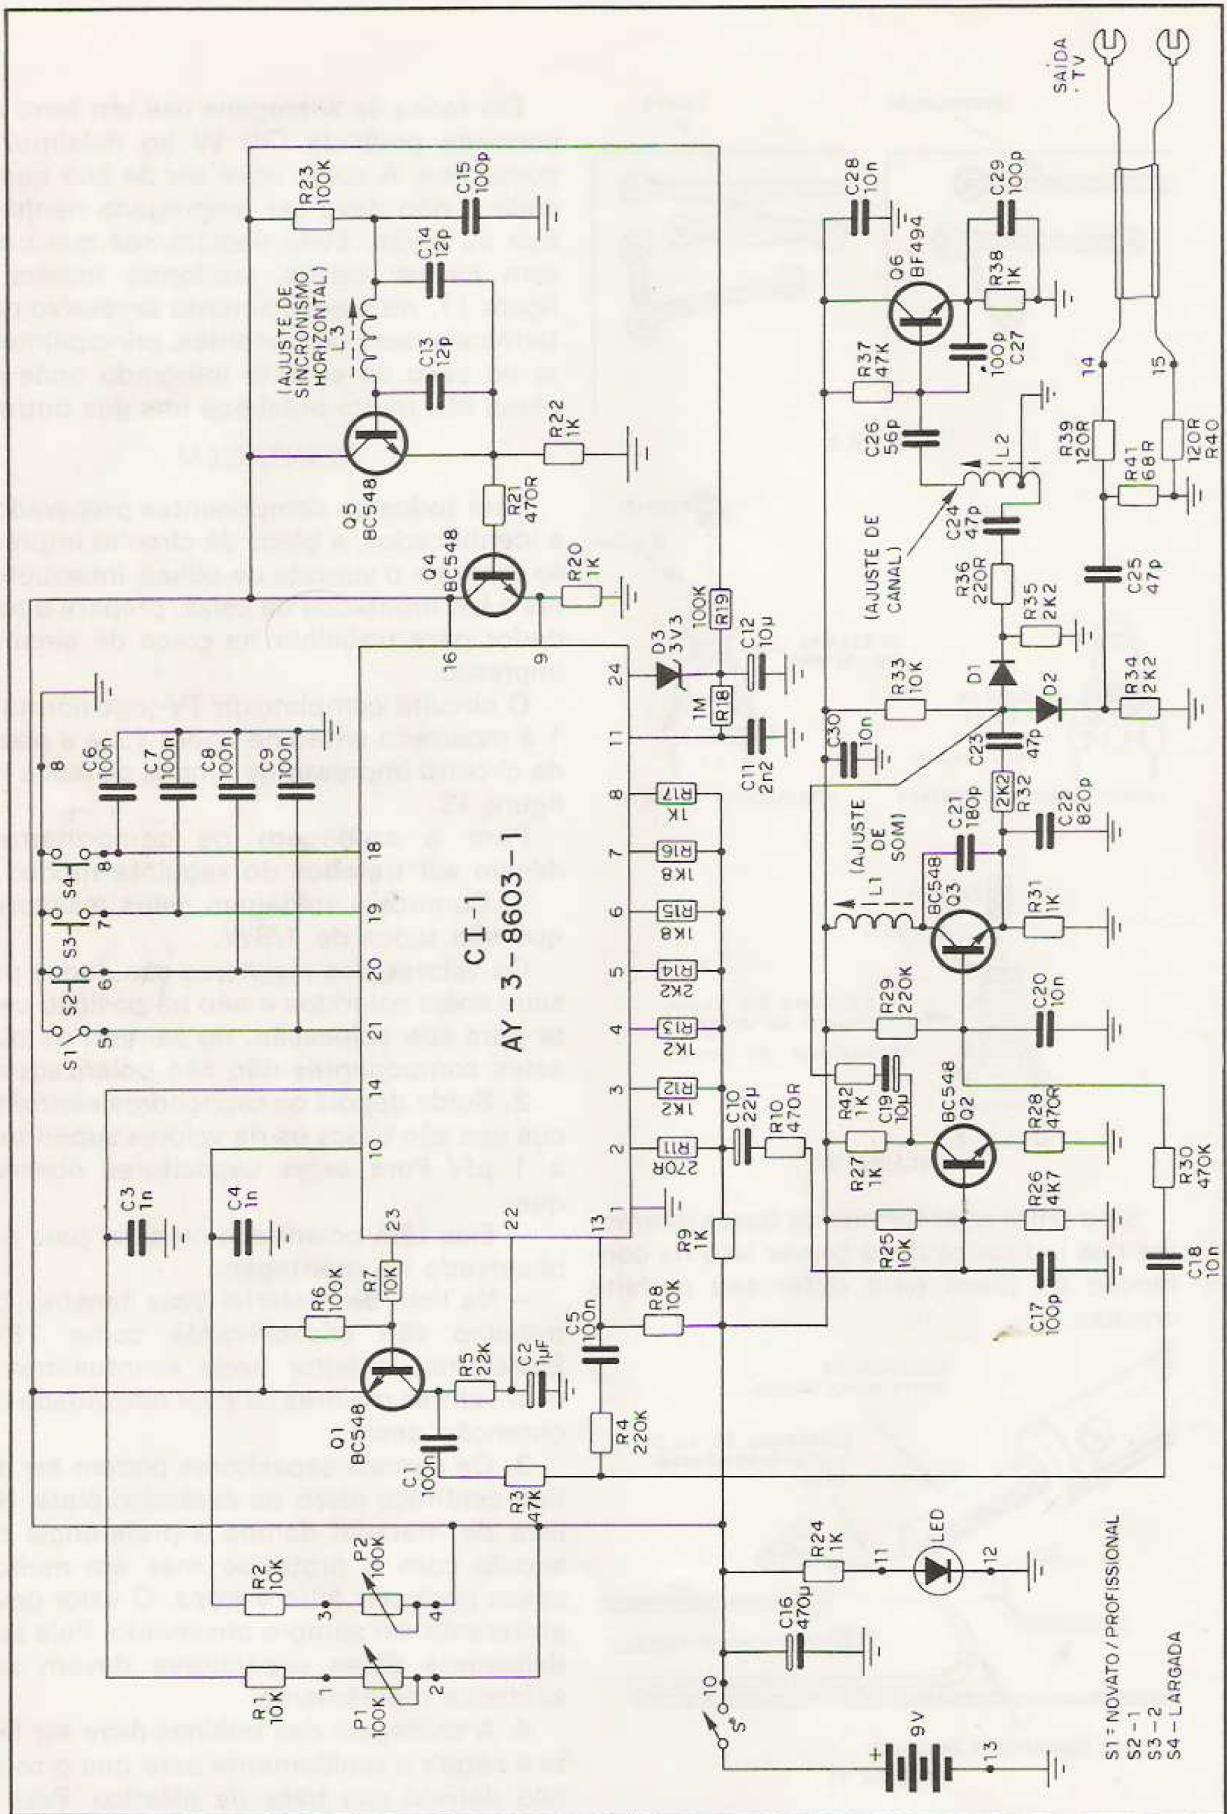 SAÍDA
TV
14
15
R39
120R
R41
68R
120R
R40
C25
47p
C28
10n
Q6
BF494
R38
1K
C29
100p
100p
C27
R37
47K
C26
56p
L2
(AJUSTE DE
CANAL)
C24
47p
R36
220R
R35
2K2
D1
D2
R34
2K2
R33
10K
C23
47p
C30
10n
2K2
R32
C22
820p
C21
180p
(AJUSTE
DE
SOM)
L1
BC548
Q3
R31
1K
R29
220K
C20
10n
R42
1K
C19
10µ
R27
1K
BC548
Q2
R28
470R
R25
10K
R26
4K7
C17
100p
R30
470K
C18
10n
R23
100K
C15
100p
(AJUSTE DE
SINCRONISMO
HORIZONTAL)
L3
C14
12p
C13
12p
Q5
BC548
R22
1K
R21
470R
Q4
BC548
R20
1K
16
9
24
D3
3V3
100K
R19
C12
10µ
1M
R18
11
C11
2n2
8
R17
1K
7
R16
1K8
6
R15
1K8
5
R14
2K2
4
R13
1K2
3
R12
1K2
2
R11
270R
C10
22µ
R10
470R
1
R9
1K
13
22
23
R8
10K
C5
100n
R4
220K
CI-1
AY-3-8603-1
8
C6
100n
C7
100n
C8
100n
C9
100n
S4
8
18
S3
7
19
S2
6
20
S1
5
21
14
10
C3
1n
C4
1n
R6
100K
R7
10K
Q1
BC548
R5
22K
C2
1µF
C1
100n
R3
47K
R2
10K
3
P2
100K
4
R1
10K
1
P1
100K
2
R24
1K
11
LED
12
C16
470µ
10
S
9V
+
13
S1 = NOVATO / PROFISSIONAL
S2 - 1
S3 - 2
S4 - LARGADA